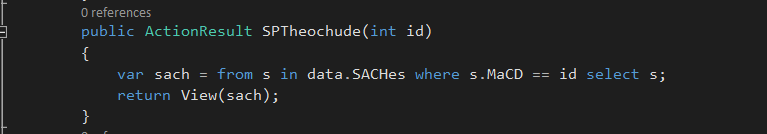 0 references
public ActionResult SPTheochude(int id)
{
var sach = from s in data.SACHes where s.MaCD == id select s;
return View(sach);
}